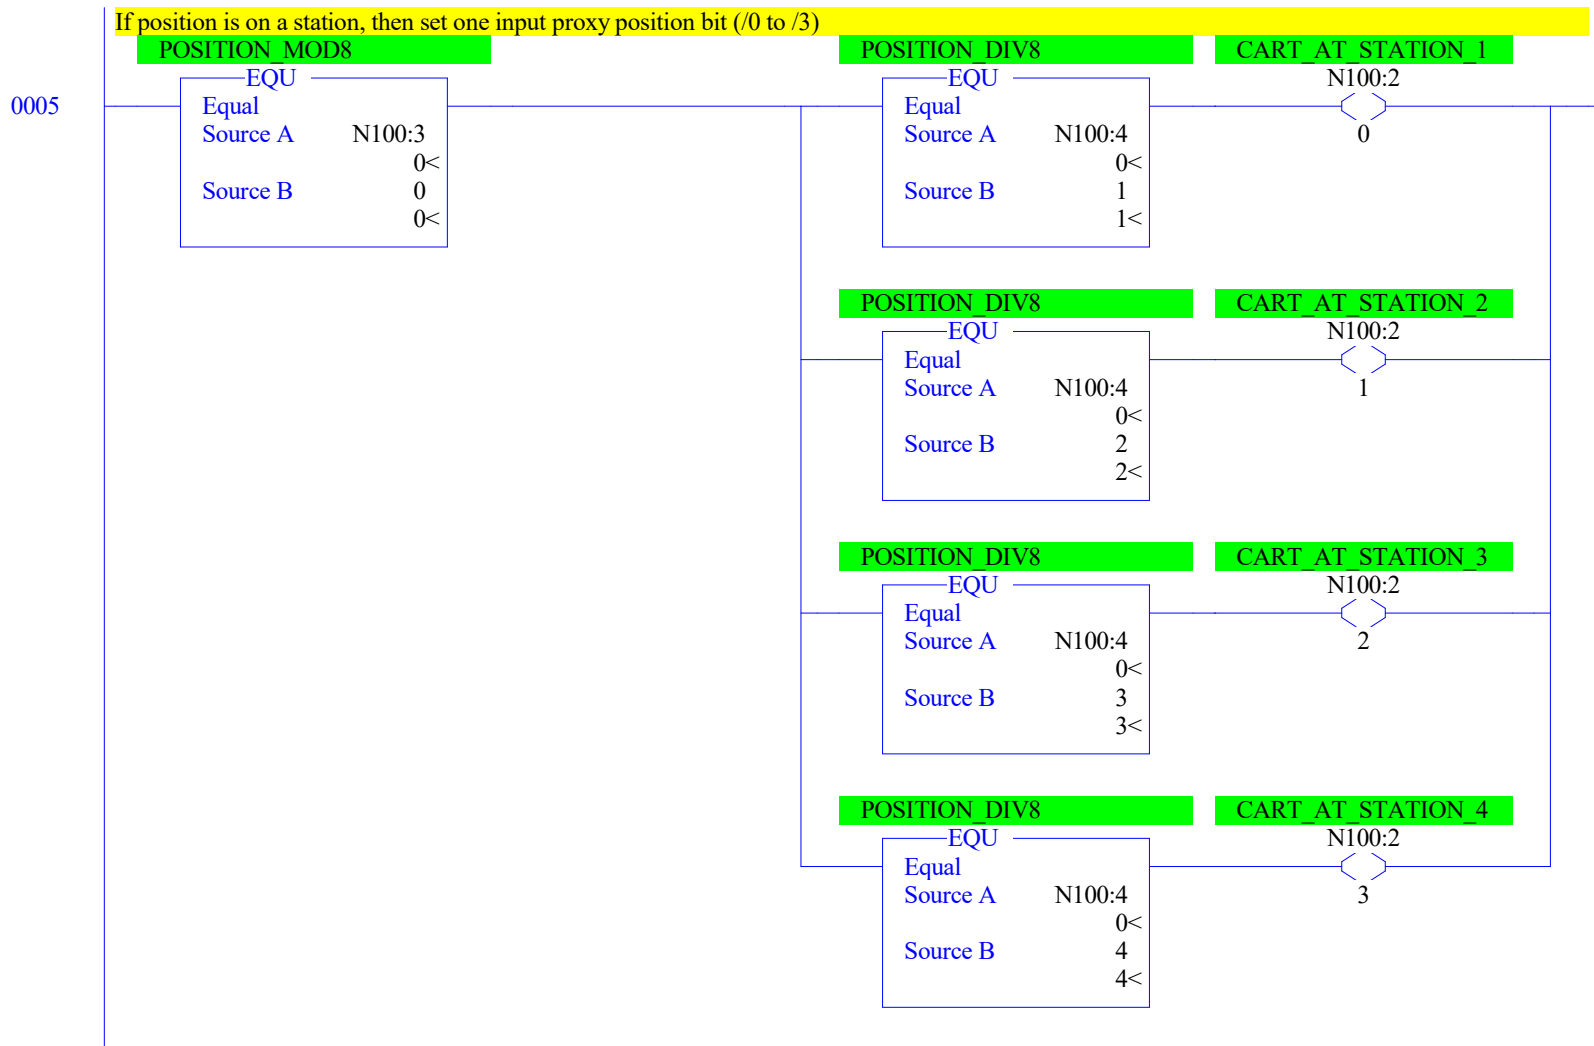 If position is on a station, then set one input proxy position bit (/0 to /3)
POSITION_MOD8 POSITION_DIV8 CART_AT_STATION_1
EQU EQU N100:2
0005 Equal Equal
Source A N100:3 Source A N100:4 0
0< 0<
Source B 0 Source B 1
0< 1<
POSITION_DIV8 CART_AT_STATION_2
EQU N100:2
Equal
Source A N100:4 1
0<
Source B 2
2<
POSITION_DIV8 CART_AT_STATION_3
EQU N100:2
Equal
Source A N100:4 2
0<
Source B 3
3<
POSITION_DIV8 CART_AT_STATION_4
EQU N100:2
Equal
Source A N100:4 3
0<
Source B 4
4<